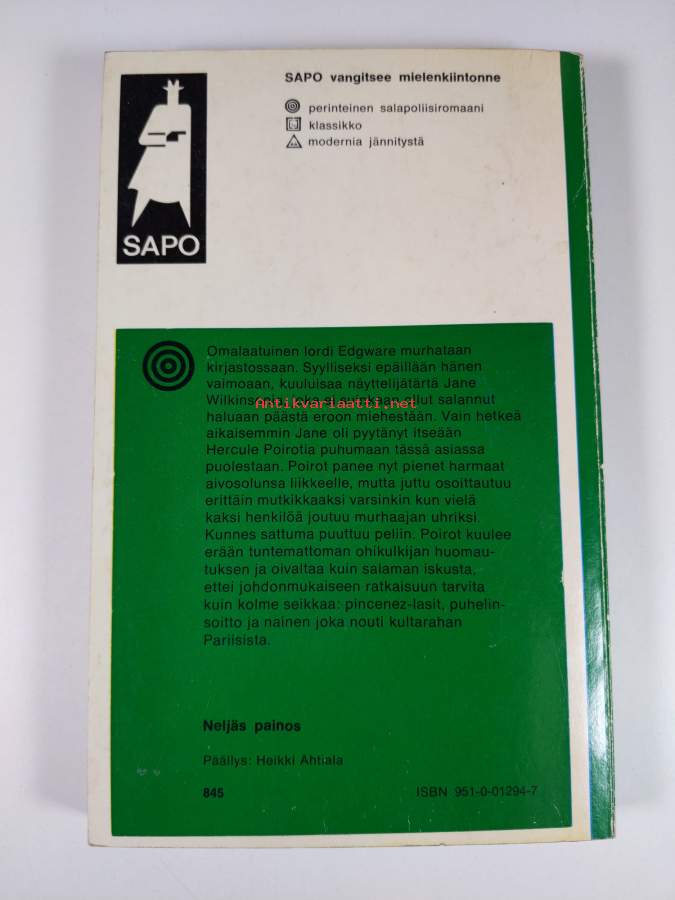 SAPO
SAPO vangitsee mielenkiintonne
perinteinen salapoliisiromaani
klassikko
modernia jännitystä
Omalaatuinen lordi Edgware murhataan
kirjastossaan. Syylliseksi epäillään hänen
vaimoaan, kuuluisaa näyttelijätärtä Jane
Wilkinsonia, joka ei suinkaan ollut salannut
Antikvariaatti.net
haluaan päästä eroon miehestään. Vain hetkeä
aikaisemmin Jane oli pyytänyt itseään
Hercule Poirotia puhumaan tässä asiassa
puolestaan. Poirot panee nyt pienet harmaat
aivosolunsa liikkeelle, mutta juttu osoittautuu
erittäin mutkikkaaksi varsinkin kun vielä
kaksi henkilöä joutuu murhaajan uhriksi.
Kunnes sattuma puuttuu peliin. Poirot kuulee
erään tuntemattoman ohikulkijan huomau-
tuksen ja oivaltaa kuin salaman iskusta,
ettei johdonmukaiseen ratkaisuun tarvita
kuin kolme seikkaa: pincenez-lasit, puhelin-
soitto ja nainen joka nouti kultarahan
Pariisista.
Neljäs painos
Päällys: Heikki Ahtiala
845
ISBN 951-0-01294-7